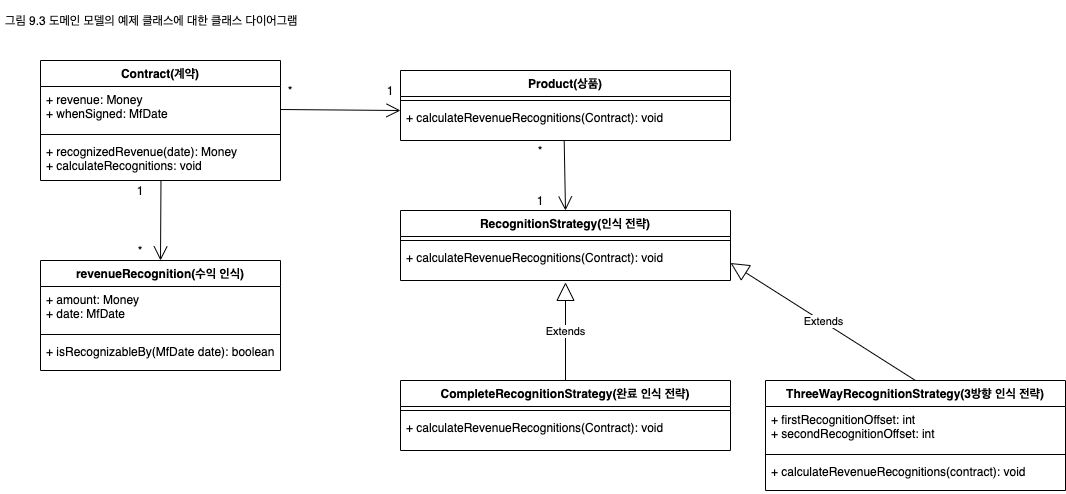 그림 9.3 도메인 모델의 예제 클래스에 대한 클래스 다이어그램
Contract(계약)
+ revenue: Money
+ whenSigned: MfDate
+ recognizedRevenue(date): Money
+ calculateRecognitions: void
*
1
Product(상품)
+ calculateRevenueRecognitions(Contract): void
*
1
1
*
RecognitionStrategy(인식 전략)
+ calculateRevenueRecognitions(Contract): void
revenueRecognition(수익 인식)
+ amount: Money
+ date: MfDate
+ isRecognizableBy(MfDate date): boolean
Extends
Extends
CompleteRecognitionStrategy(완료 인식 전략)
+ calculateRevenueRecognitions(Contract): void
ThreeWayRecognitionStrategy(3방향 인식 전략)
+ firstRecognitionOffset: int
+ secondRecognitionOffset: int
+ calculateRevenueRecognitions(contract): void